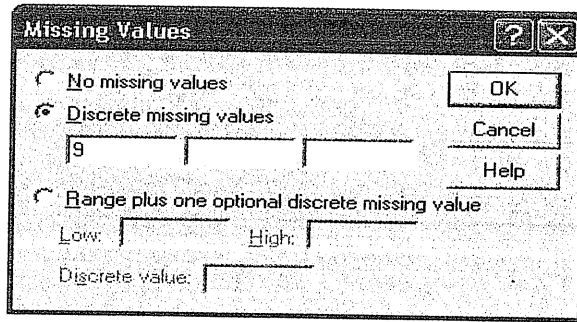 Missing Values
No missing values
OK
Discrete missing values
Cancel
9
Help
Range plus one optional discrete missing value
Low: High:
Discrete value: